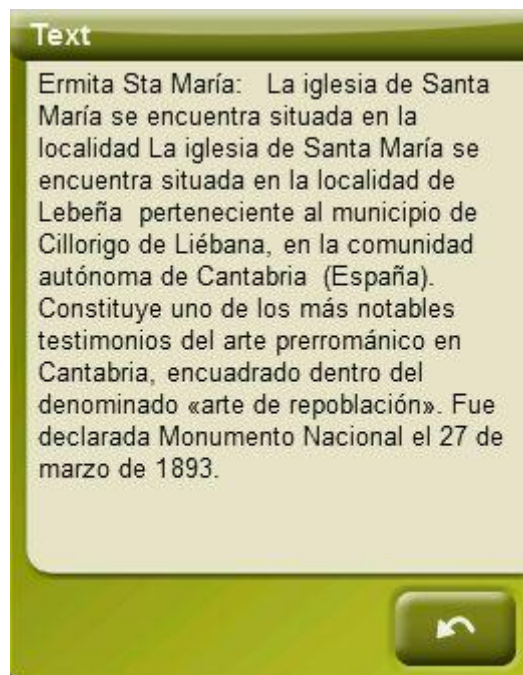 Text
Ermita Sta María:   La iglesia de Santa
María se encuentra situada en la
localidad La iglesia de Santa María se
encuentra situada en la localidad de
Lebeña  perteneciente al municipio de
Cillorigo de Liébana, en la comunidad
autónoma de Cantabria  (España).
Constituye uno de los más notables
testimonios del arte prerrománico en
Cantabria, encuadrado dentro del
denominado «arte de repoblación». Fue
declarada Monumento Nacional el 27 de
marzo de 1893.